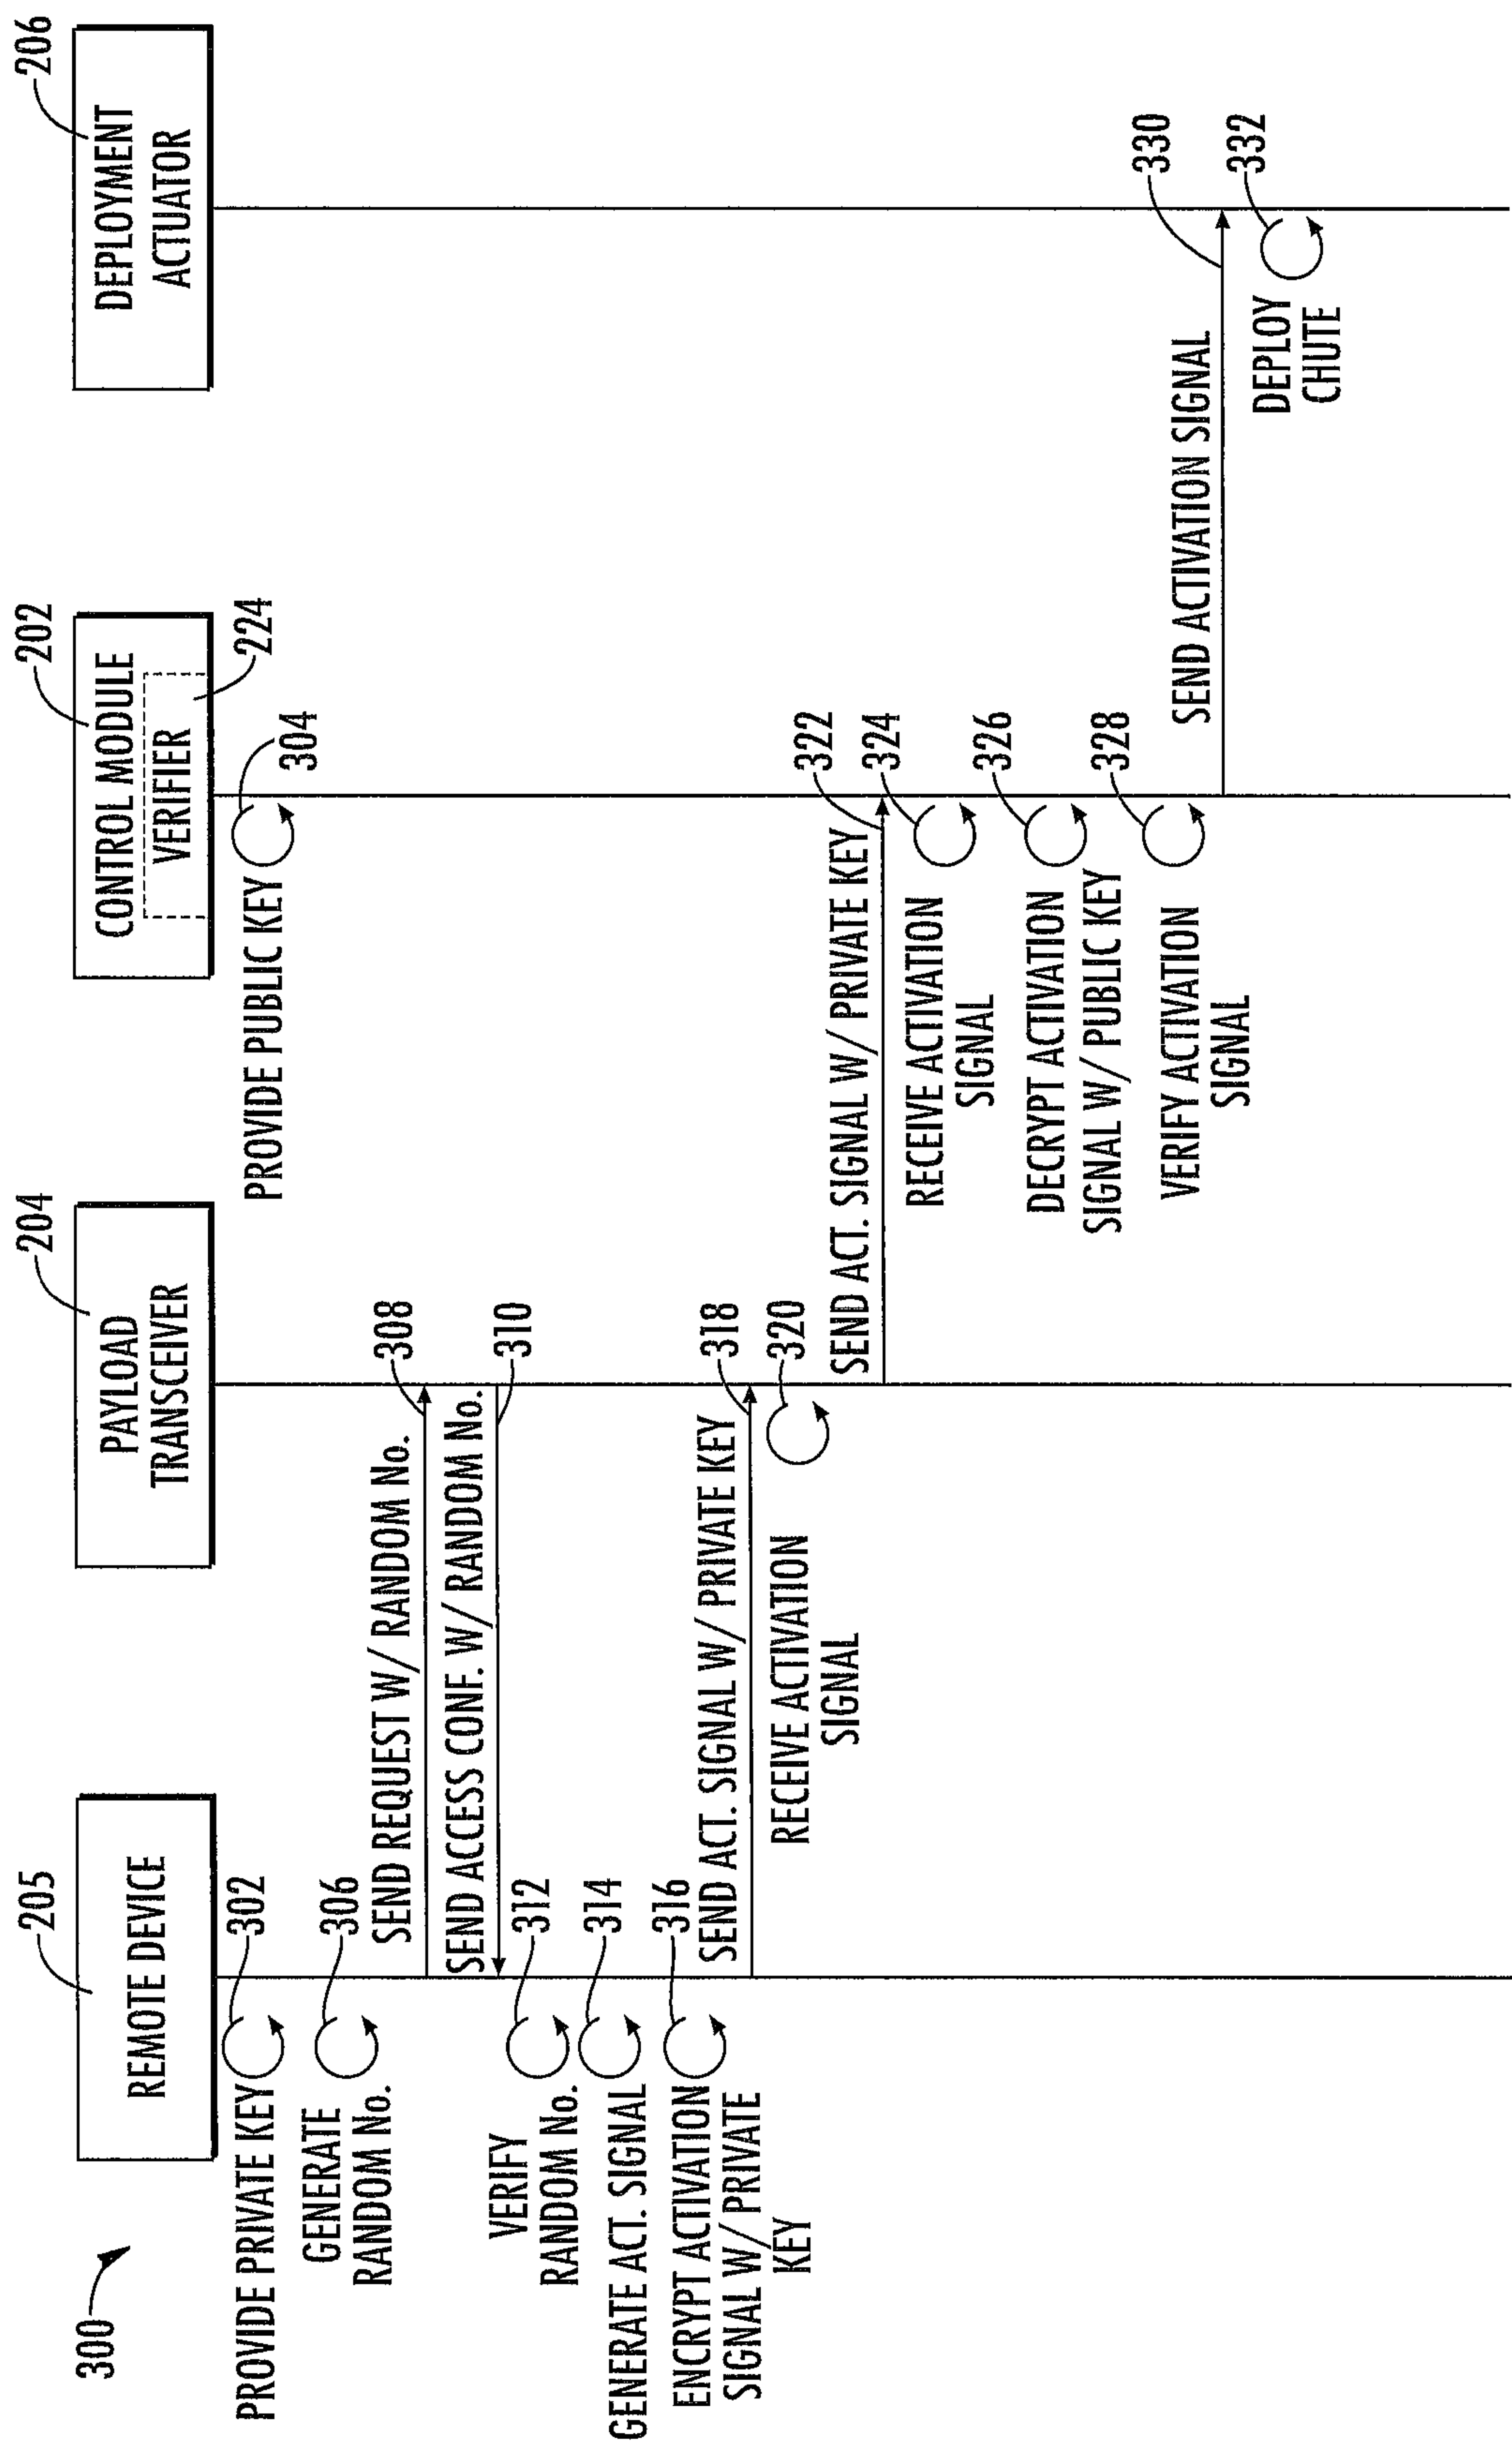 300
205
REMOTE DEVICE
204
PAYLOAD
TRANSCEIVER
202
CONTROL MODULE
VERIFIER
224
206
DEPLOYMENT
ACTUATOR
PROVIDE PRIVATE KEY
302
PROVIDE PUBLIC KEY
304
GENERATE
RANDOM No.
306
SEND REQUEST W/ RANDOM No.
308
SEND ACCESS CONF. W/ RANDOM No.
310
VERIFY
RANDOM No.
312
GENERATE ACT. SIGNAL
314
ENCRYPT ACTIVATION
SIGNAL W/ PRIVATE
KEY
316
SEND ACT. SIGNAL W/ PRIVATE KEY
318
RECEIVE ACTIVATION
SIGNAL
320
SEND ACT. SIGNAL W/ PRIVATE KEY
322
RECEIVE ACTIVATION
SIGNAL
324
DECRYPT ACTIVATION
SIGNAL W/ PUBLIC KEY
326
VERIFY ACTIVATION
SIGNAL
328
SEND ACTIVATION SIGNAL
330
DEPLOY
CHUTE
332